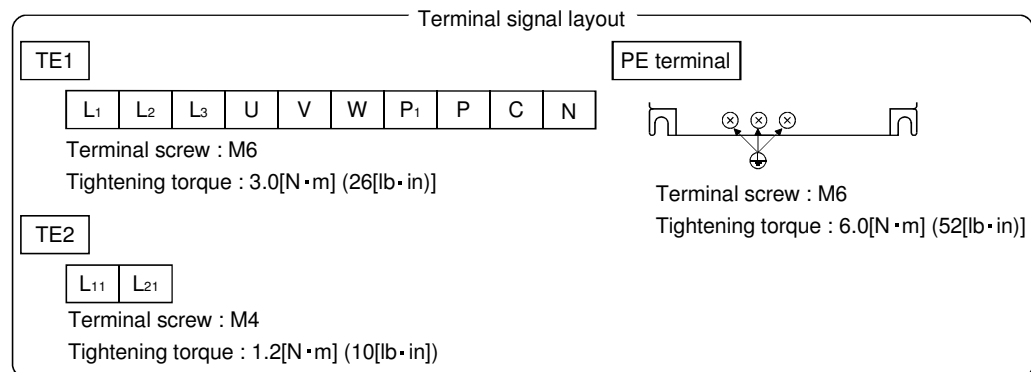 Terminal signal layout
TE1
L1 L2 L3 U V W P1 P C N
Terminal screw : M6
Tightening torque : 3.0[N▪m] (26[lb▪in)]
TE2
L11 L21
Terminal screw : M4
Tightening torque : 1.2[N▪m] (10[lb▪in])
PE terminal
Terminal screw : M6
Tightening torque : 6.0[N▪m] (52[lb▪in)]